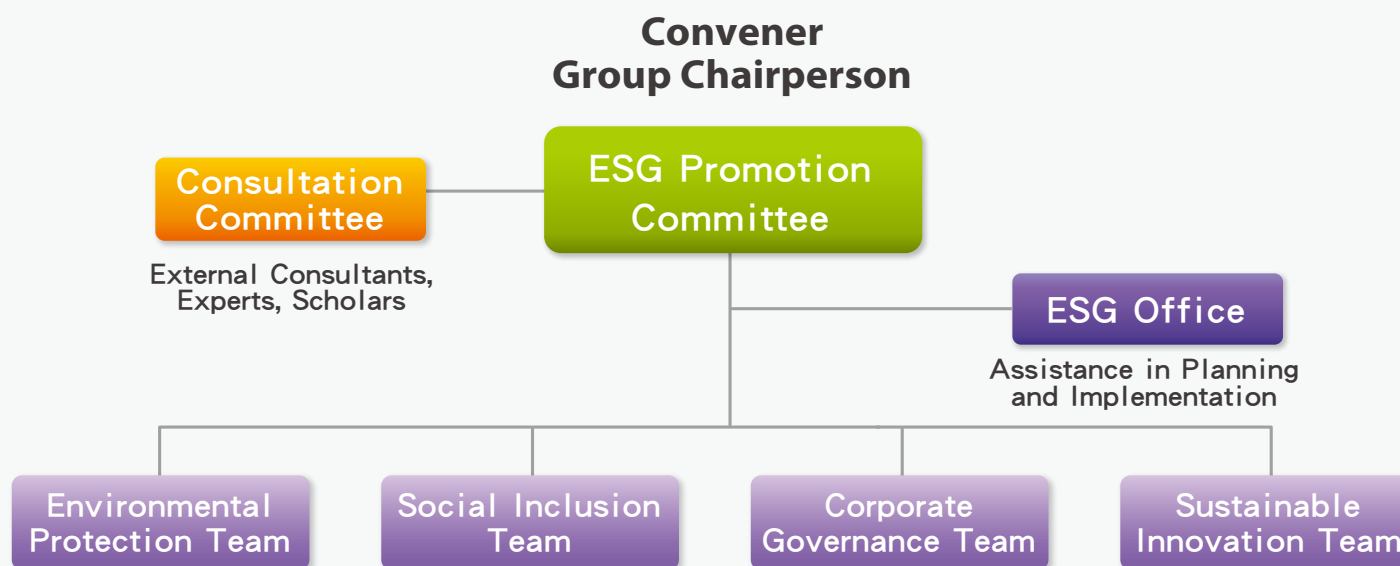 Convener
Group Chairperson
ESG Promotion
Committee
Consultation
Committee
External Consultants,
Experts, Scholars
ESG Office
Assistance in Planning
and Implementation
Environmental
Protection Team
Social Inclusion
Team
Corporate
Governance Team
Sustainable
Innovation Team